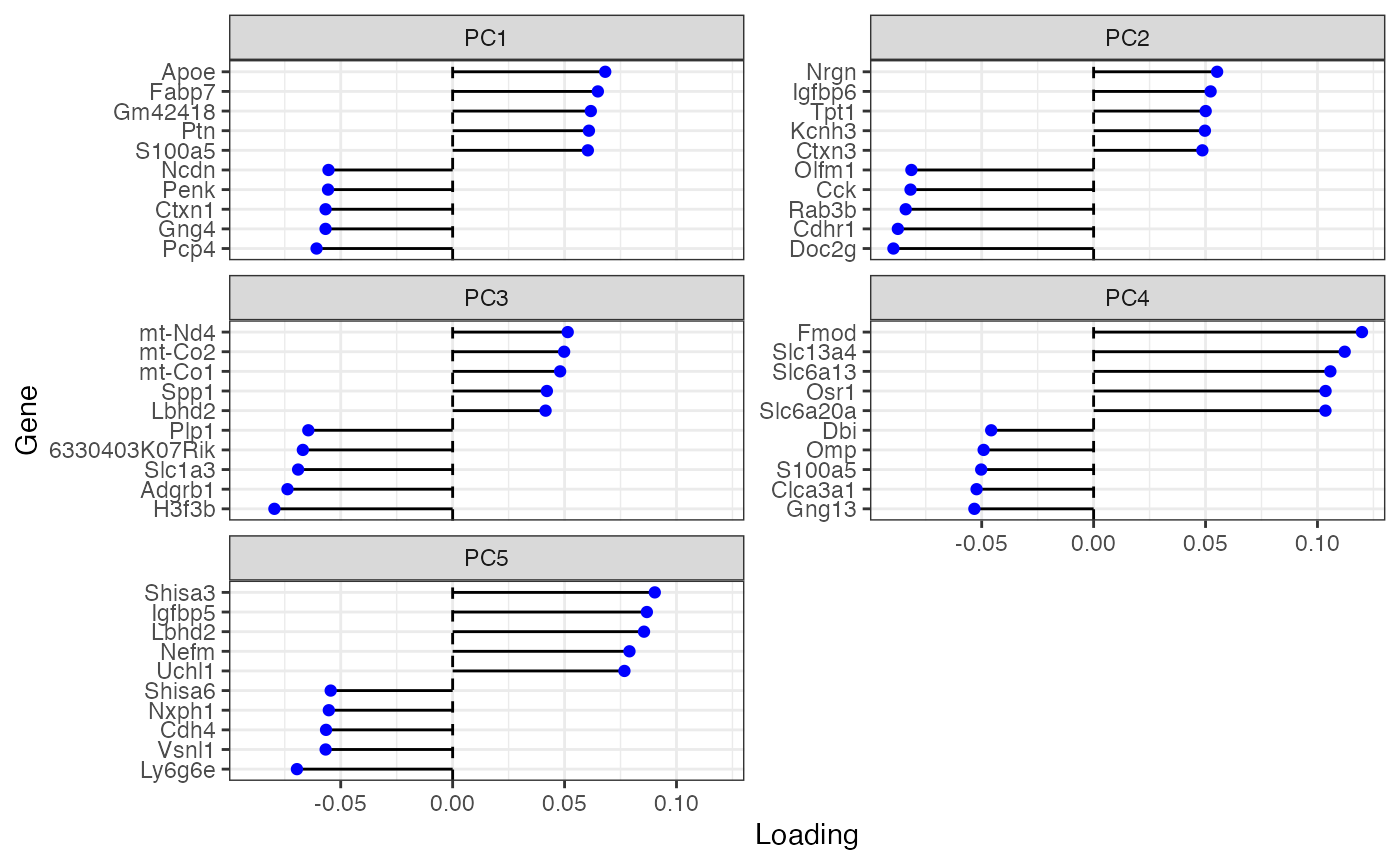 PC1
Apoe
Fabp7
Gm42418
Ptn
S100a5
Ncdn
Penk
Ctxn1
Gng4
Pcp4
PC2
Nrgn
Igfbp6
Tpt1
Kcnh3
Ctxn3
Olfm1
Cck
Rab3b
Cdhr1
Doc2g
PC3
mt-Nd4
mt-Co2
mt-Co1
Spp1
Lbhd2
Plp1
6330403K07Rik
Slc1a3
Adgrb1
H3f3b
PC4
Fmod
Slc13a4
Slc6a13
Osr1
Slc6a20a
Dbi
Omp
S100a5
Clca3a1
Gng13
-0.05 0.00 0.05 0.10
PC5
Shisa3
Igfbp5
Lbhd2
Nefm
Uchl1
Shisa6
Nxph1
Cdh4
Vsnl1
Ly6g6e
-0.05 0.00 0.05 0.10
Gene
Loading